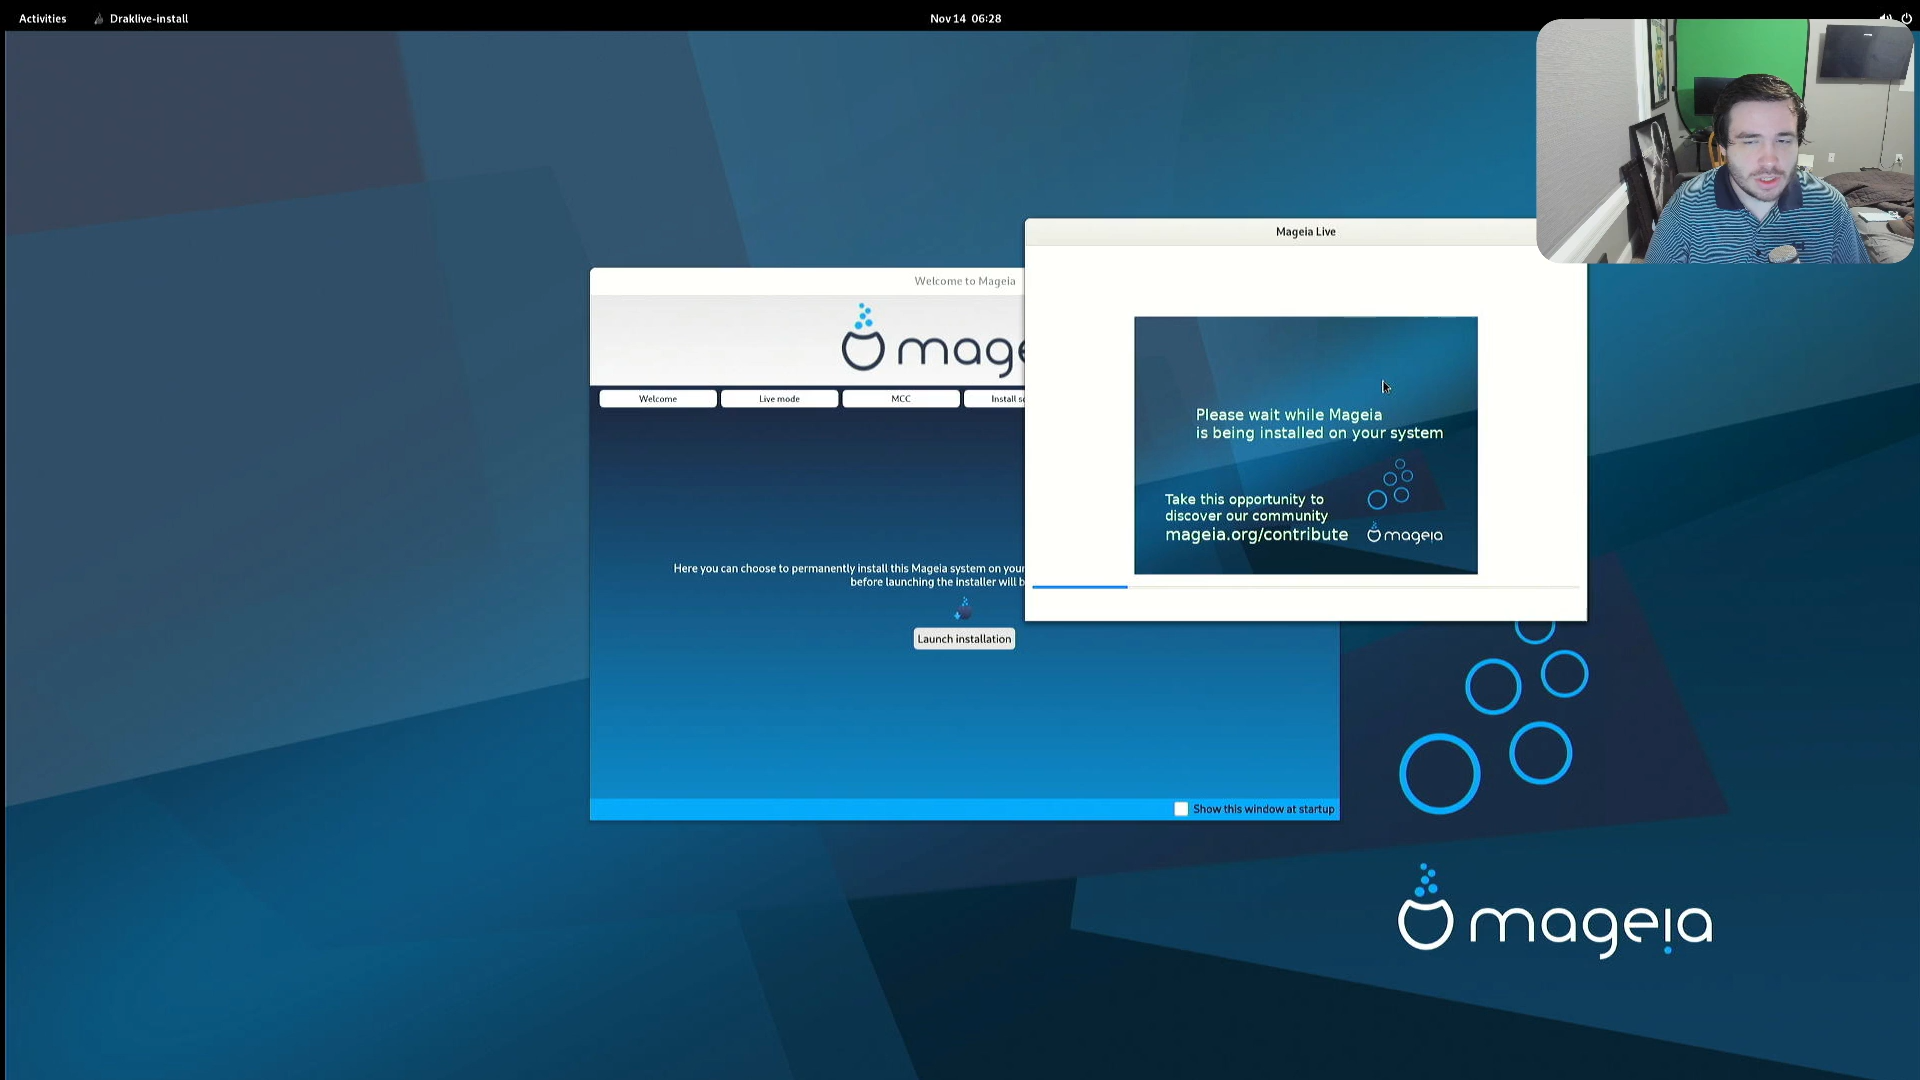 Activities
Draklive-install
Nov 14 06:28
Mageia Live
Welcome to Mageia
mage
Welcome
Live mode
MCC
Install s
Please wait while Mageia
is being installed on your system
Take this opportunity to
discover our community
mageia.org/contribute
mageia
Here you can choose to permanently install this Mageia system on your
before launching the installer will b
Launch installation
Show this window at startup
mageia